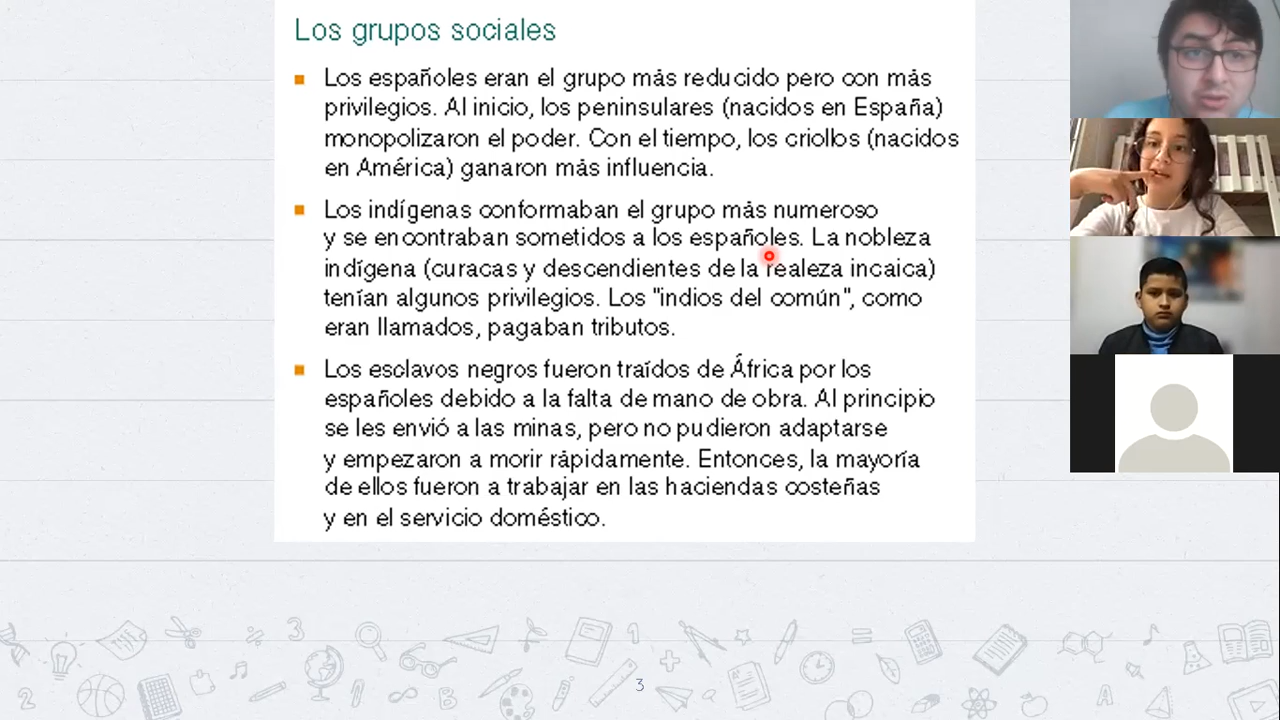 Los grupos sociales
Los españoles eran el grupo más reducido pero con más
privilegios. Al inicio, los peninsulares (nacidos en España)
monopolizaron el poder. Con el tiempo, los criollos (nacidos
en América) ganaron más influencia.
Los indígenas conformaban el grupo más numeroso
y se encontraban sometidos a los españoles. La nobleza
indígena (curacas y descendientes de la realeza incaica)
tenían algunos privilegios. Los "indios del común", como
eran llamados, pagaban tributos.
Los esclavos negros fueron traídos de África por los
españoles debido a la falta de mano de obra. Al principio
se les envió a las minas, pero no pudieron adaptarse
y empezaron a morir rápidamente. Entonces, la mayoría
de ellos fueron a trabajar en las haciendas costeñas
y en el servicio doméstico.
3